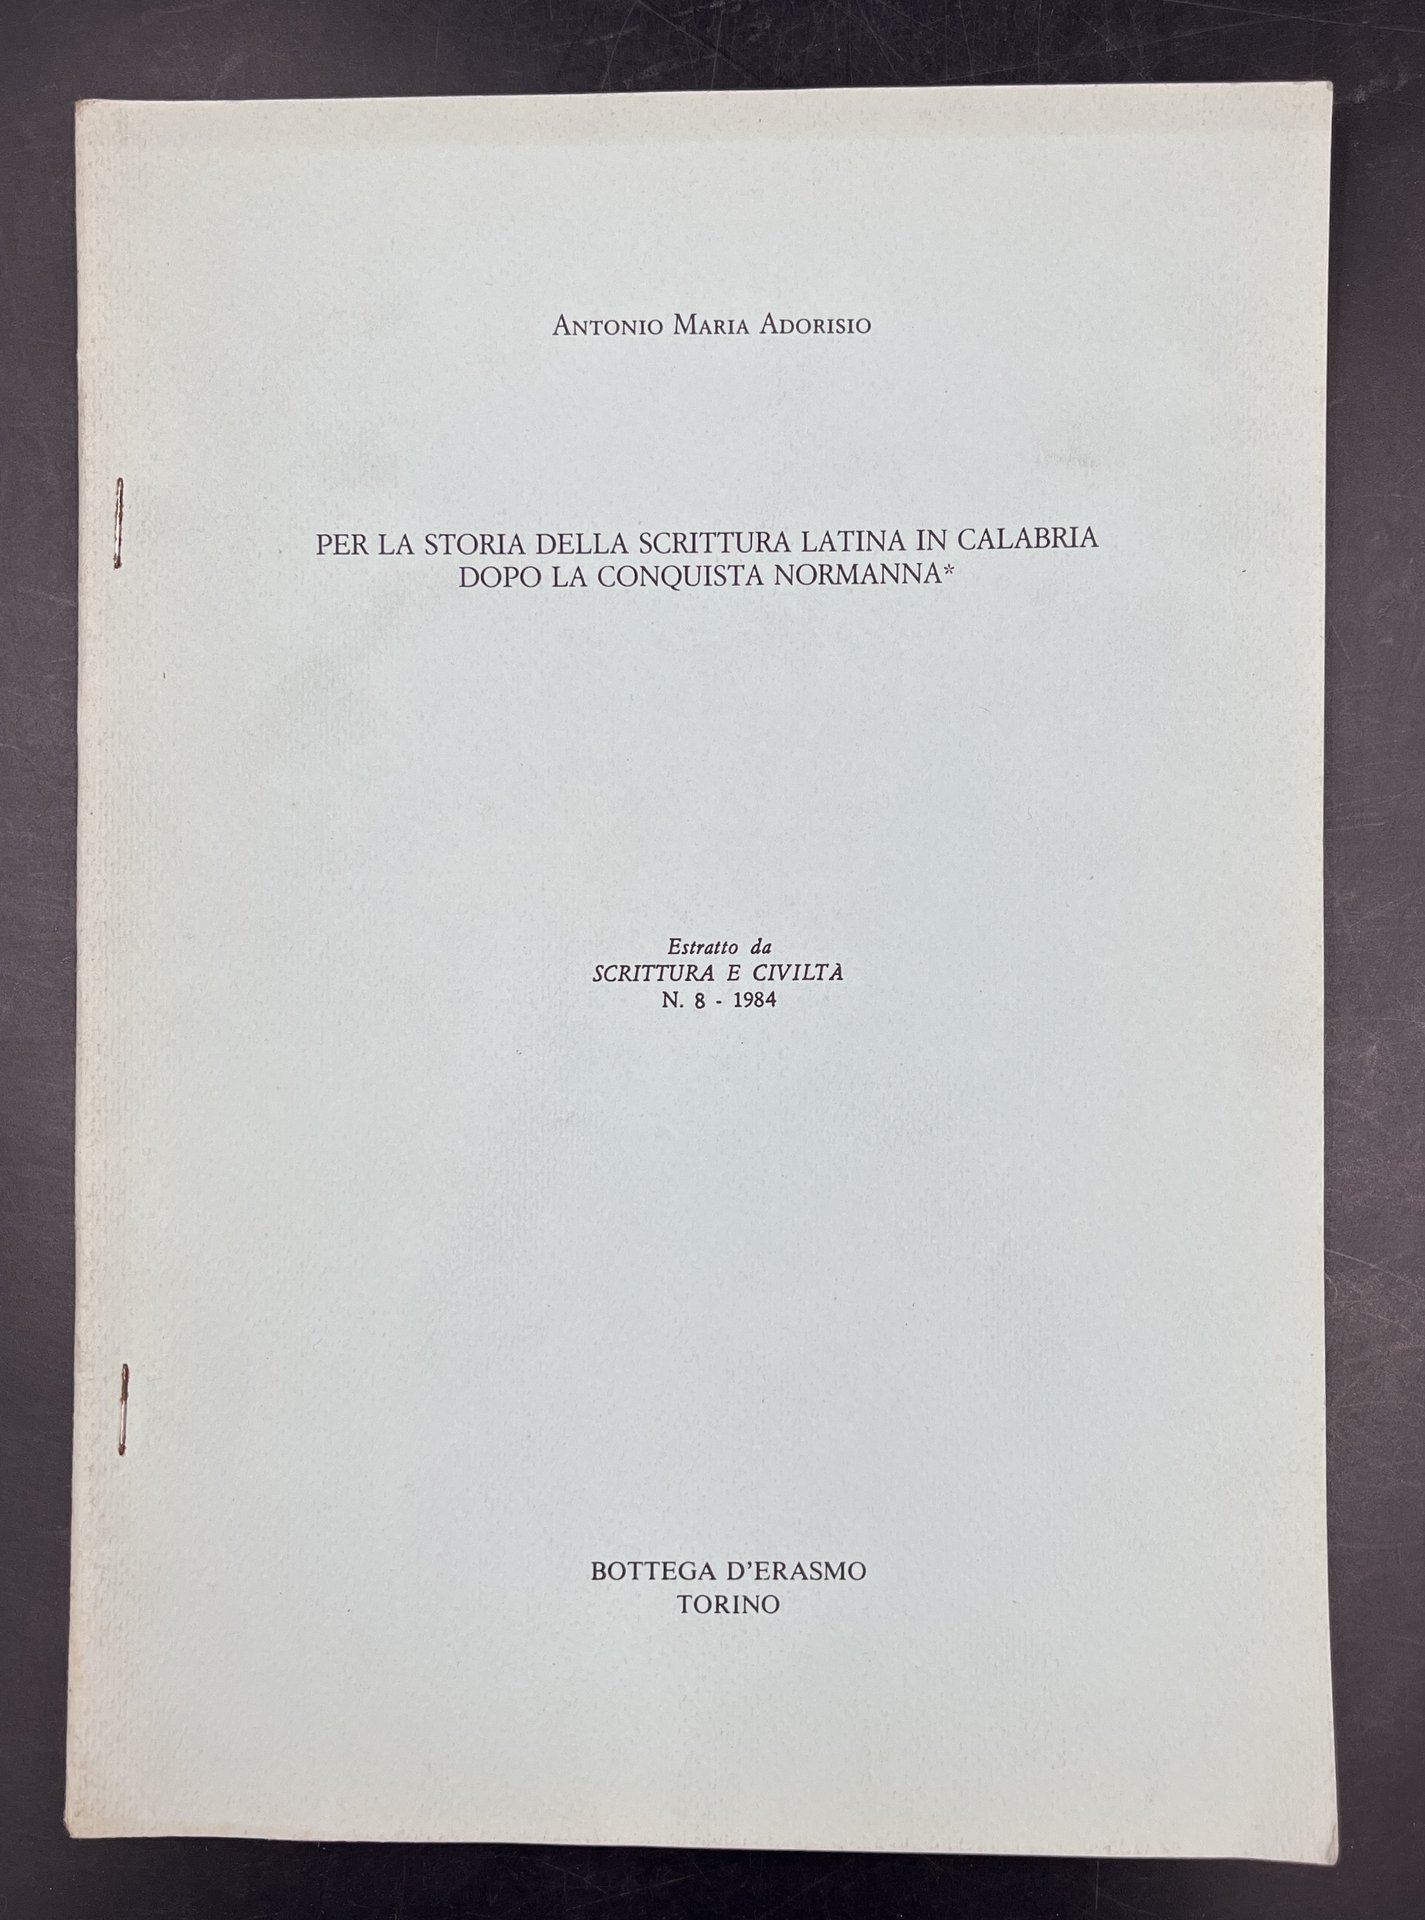 Antonio Maria Adorisio
PER LA STORIA DELLA SCRITTURA LATINA IN CALABRIA
DOPO LA CONQUISTA NORMANNA*
Estratto da
SCRITTURA E CIVILTÀ
N. 8 - 1984
BOTTEGA D'ERASMO
TORINO